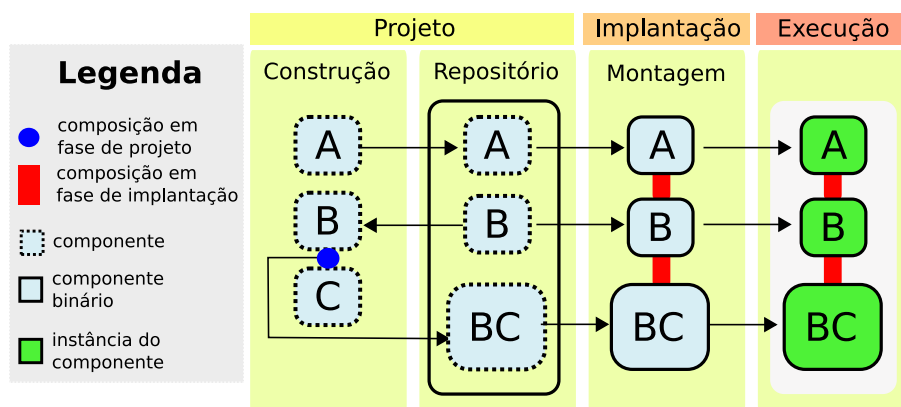 Projeto
Implantação
Execução
Legenda
composição em
fase de projeto
composição em
fase de implantação
componente
componente
binário
instância do
componente
Construção
Repositório
Montagem
A
A
A
A
B
B
B
B
C
BC
BC
BC